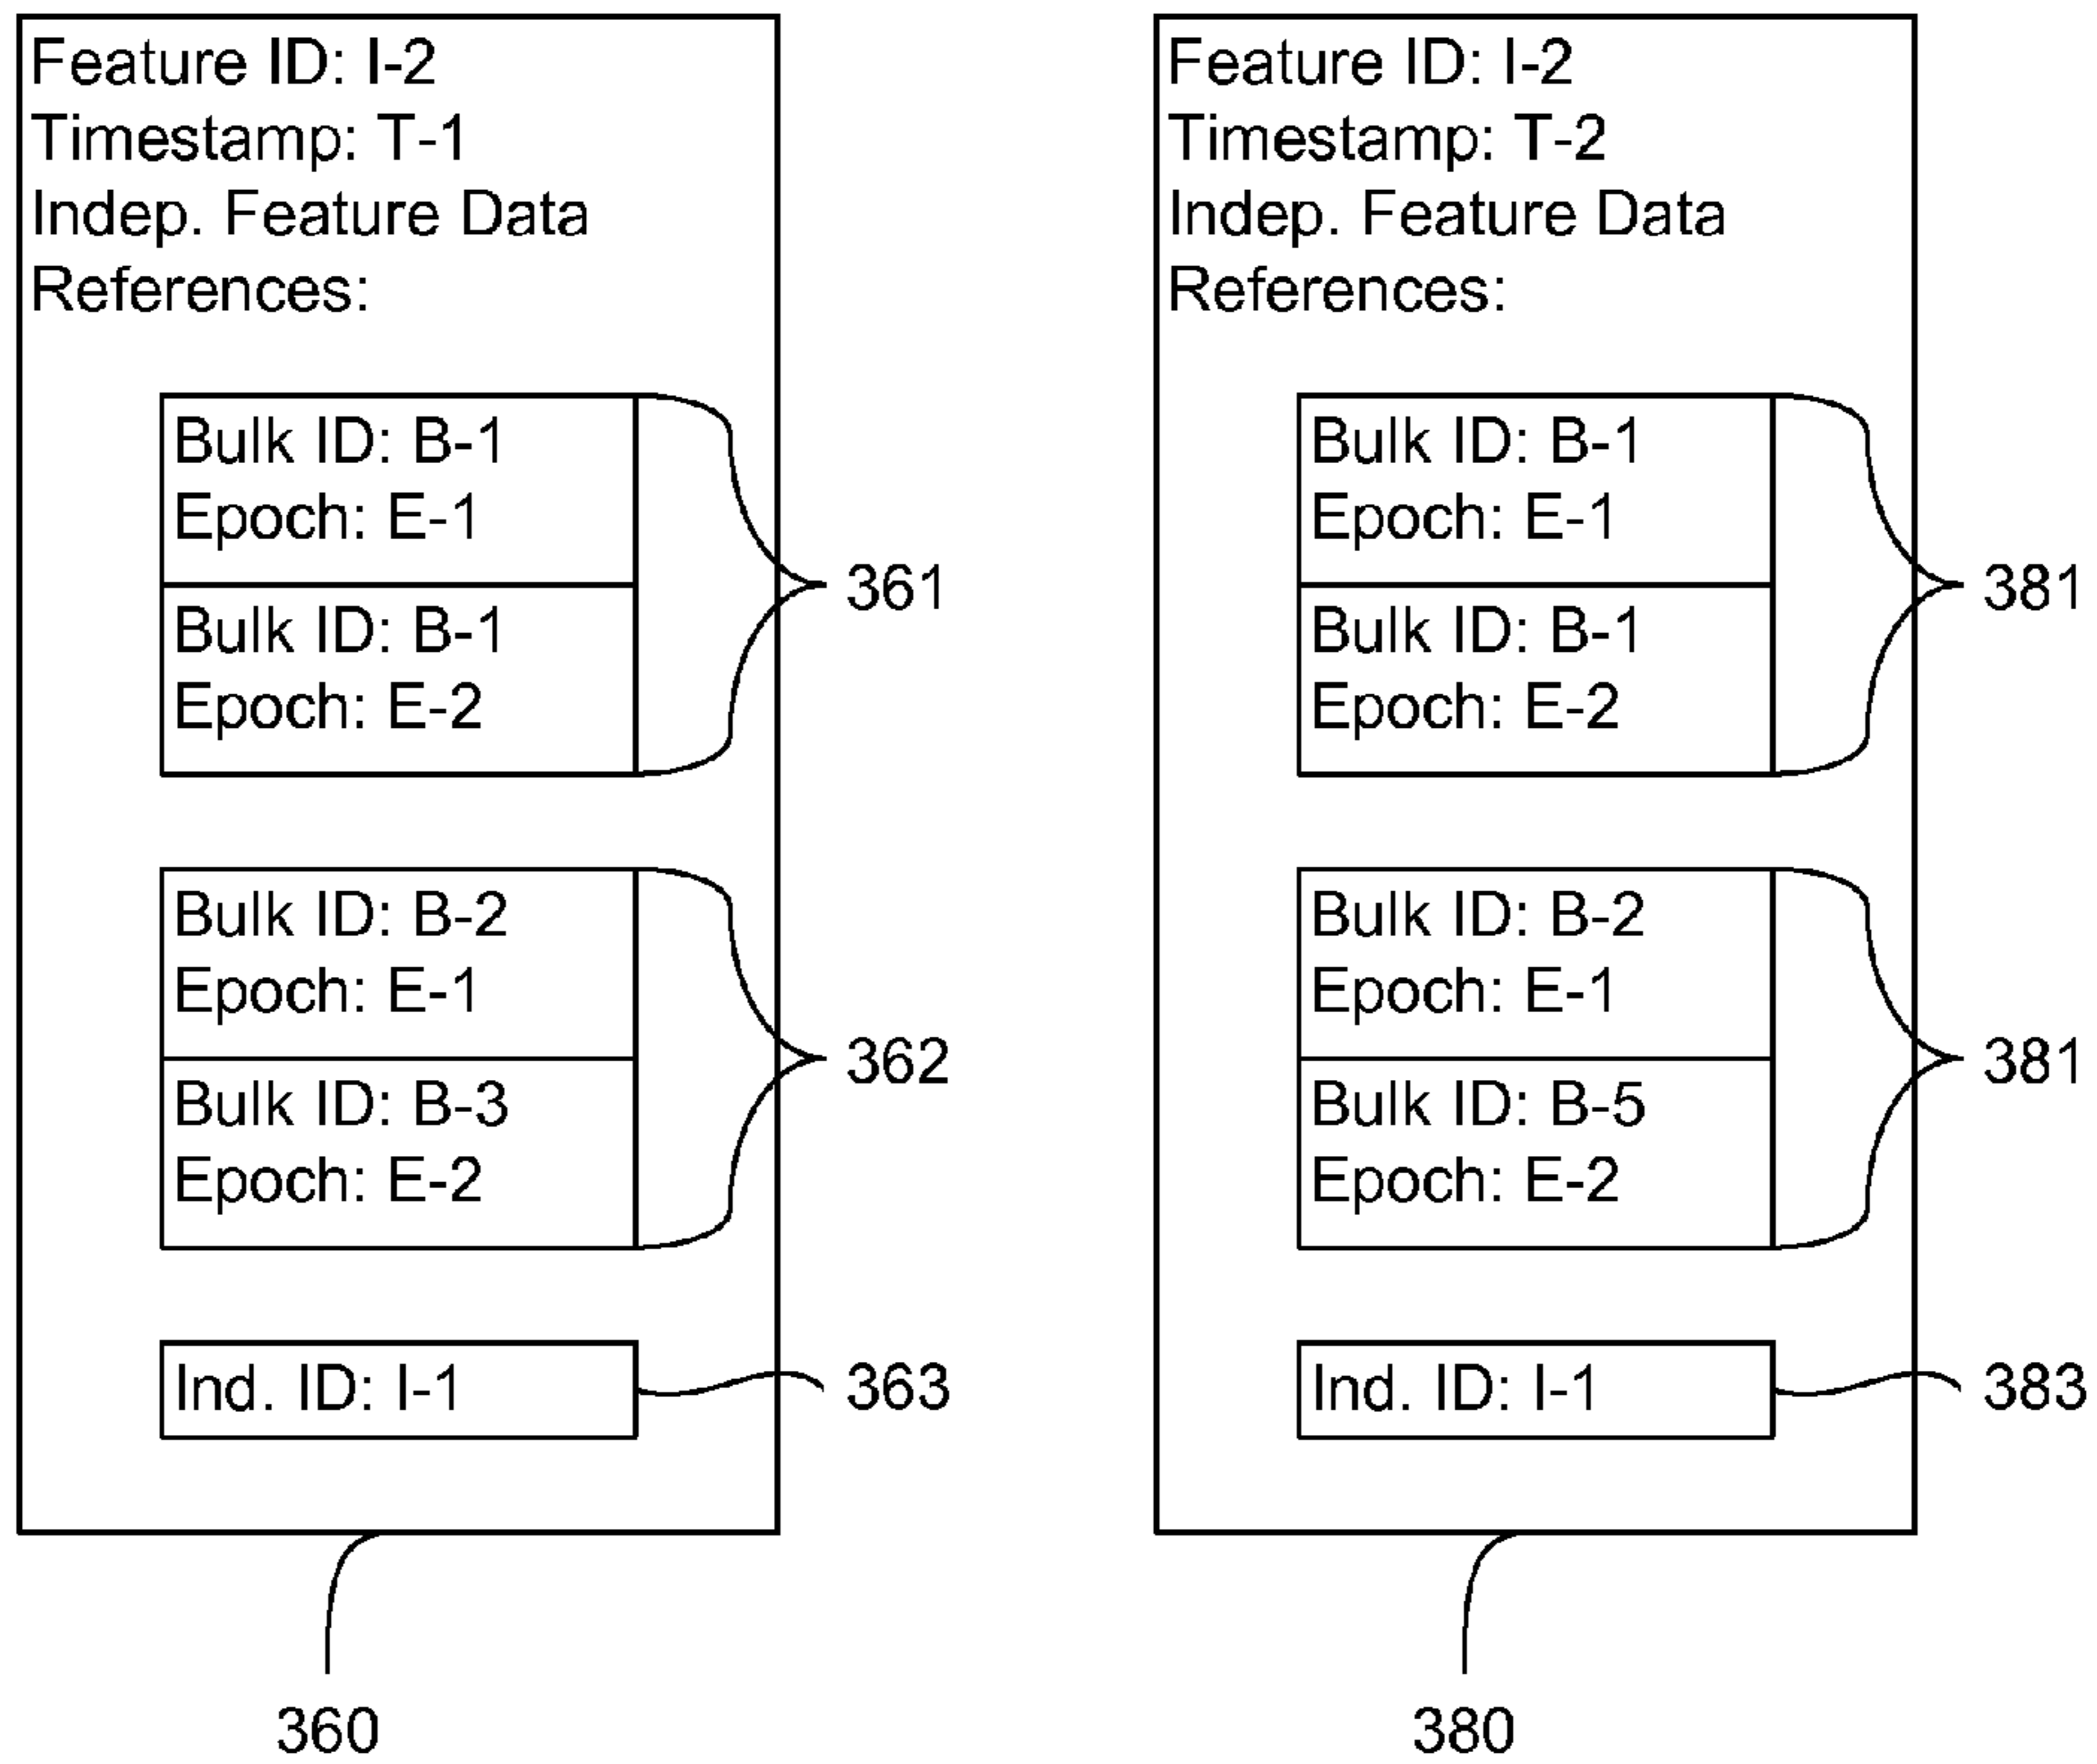 Feature ID: I-2
Timestamp: T-1
Indep. Feature Data
References:
Bulk ID: B-1
Epoch: E-1
Bulk ID: B-1
Epoch: E-2
361
Bulk ID: B-2
Epoch: E-1
Bulk ID: B-3
Epoch: E-2
362
Ind. ID: I-1
363
360
Feature ID: I-2
Timestamp: T-2
Indep. Feature Data
References:
Bulk ID: B-1
Epoch: E-1
Bulk ID: B-1
Epoch: E-2
381
Bulk ID: B-2
Epoch: E-1
Bulk ID: B-5
Epoch: E-2
381
Ind. ID: I-1
383
380